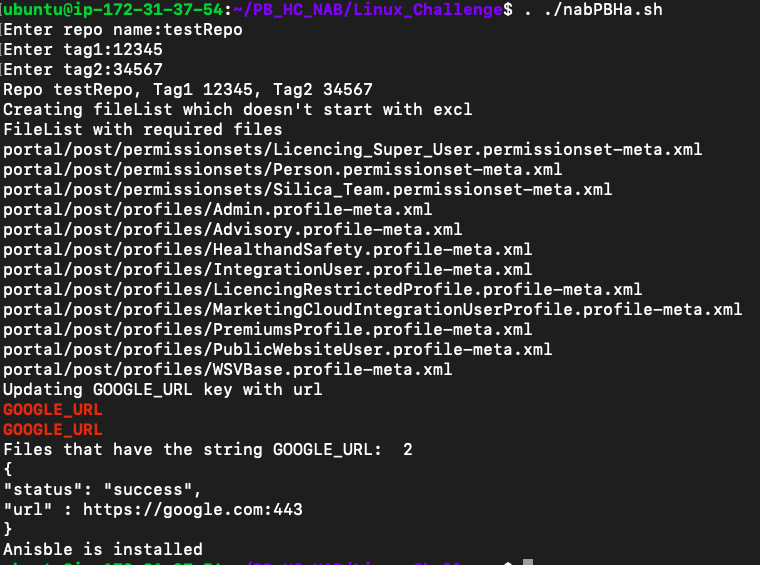 ubuntu@ip-172-31-37-54:~/PB_HC_NAB/Linux_Challenge$ . ./nabPBHa.sh
Enter repo name:testRepo
Enter tag1:12345
Enter tag2:34567
Repo testRepo, Tag1 12345, Tag2 34567
Creating fileList which doesn't start with excl
FileList with required files
portal/post/permissionsets/Licencing_Super_User.permissionset-meta.xml
portal/post/permissionsets/Person.permissionset-meta.xml
portal/post/permissionsets/Silica_Team.permissionset-meta.xml
portal/post/profiles/Admin.profile-meta.xml
portal/post/profiles/Advisory.profile-meta.xml
portal/post/profiles/HealthandSafety.profile-meta.xml
portal/post/profiles/IntegrationUser.profile-meta.xml
portal/post/profiles/LicencingRestrictedProfile.profile-meta.xml
portal/post/profiles/MarketingCloudIntegrationUserProfile.profile-meta.xml
portal/post/profiles/PremiumsProfile.profile-meta.xml
portal/post/profiles/PublicWebsiteUser.profile-meta.xml
portal/post/profiles/WSVBase.profile-meta.xml
Updating GOOGLE_URL key with url
GOOGLE_URL
GOOGLE_URL
Files that have the string GOOGLE_URL:  2
{
"status": "success",
"url" : https://google.com:443
}
Anisble is installed